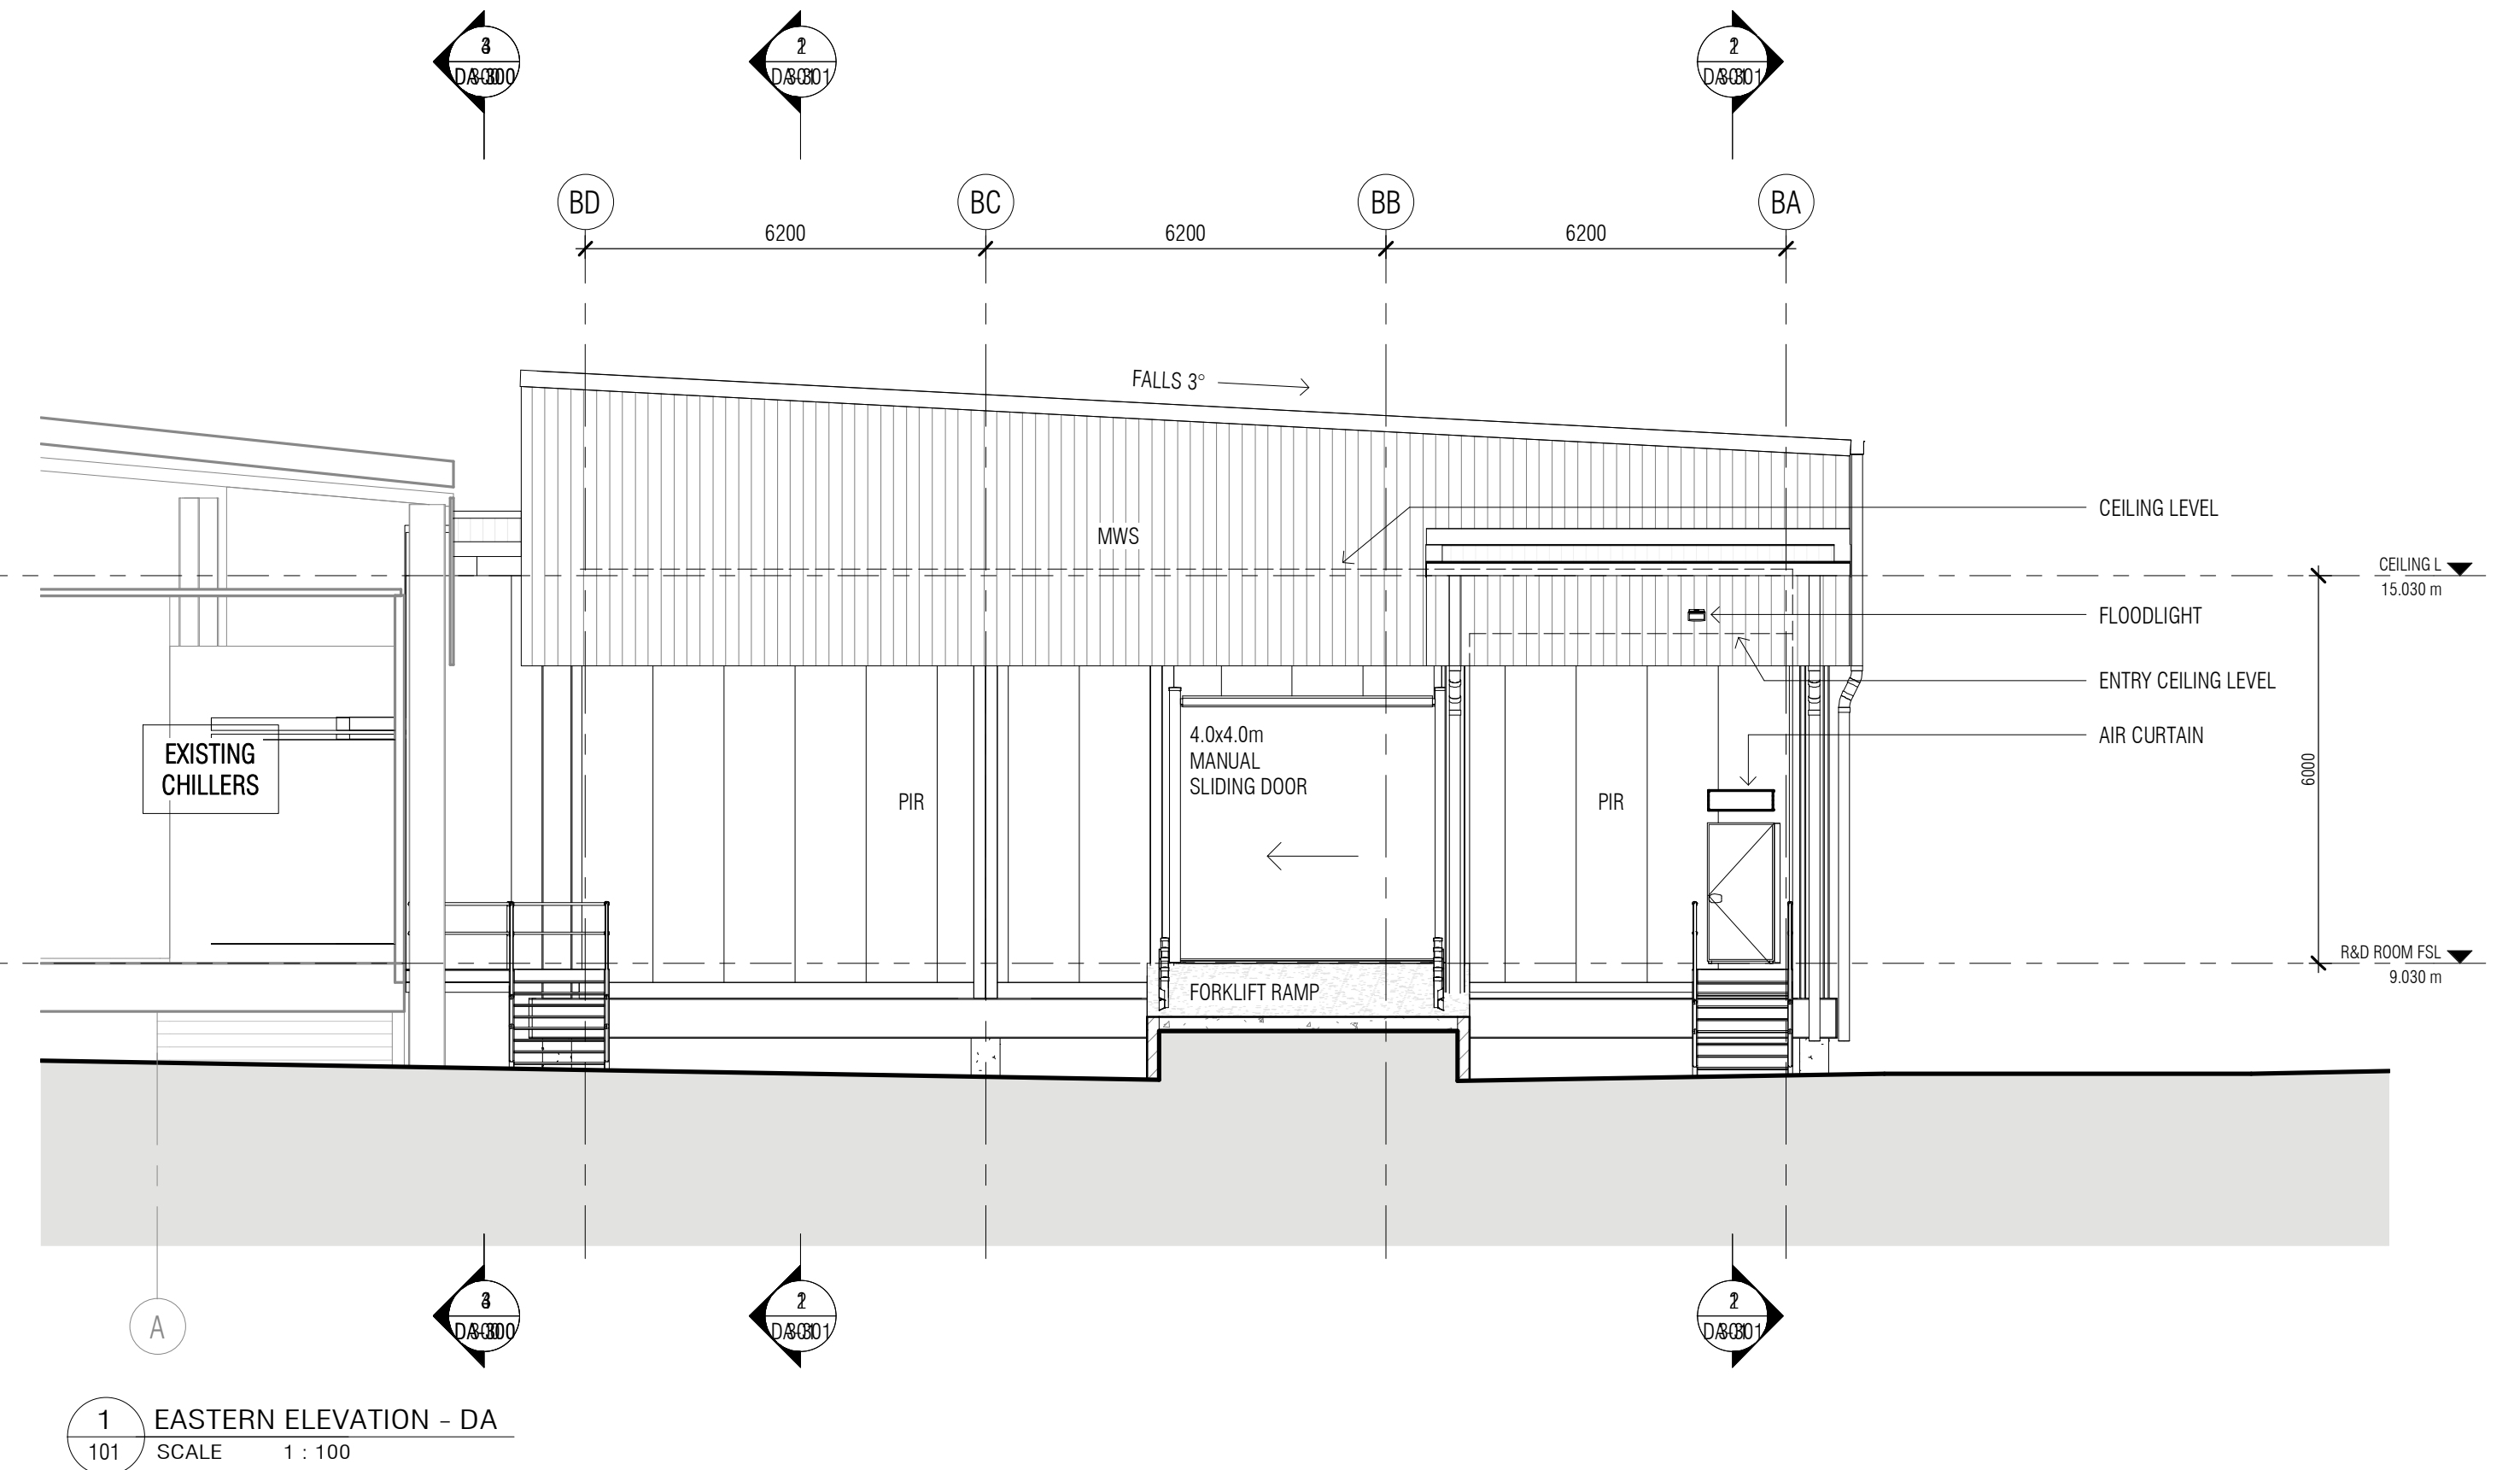 BD
BC
BB
BA
6200
6200
6200
FALLS 3°
CEILING LEVEL
MWS
CEILING L
15.030 m
FLOODLIGHT
ENTRY CEILING LEVEL
4.0x4.0m
MANUAL
SLIDING DOOR
AIR CURTAIN
EXISTING
CHILLERS
6000
PIR
PIR
R&D ROOM FSL
9.030 m
FORKLIFT RAMP
A
1
EASTERN ELEVATION - DA
101
SCALE 1 : 100